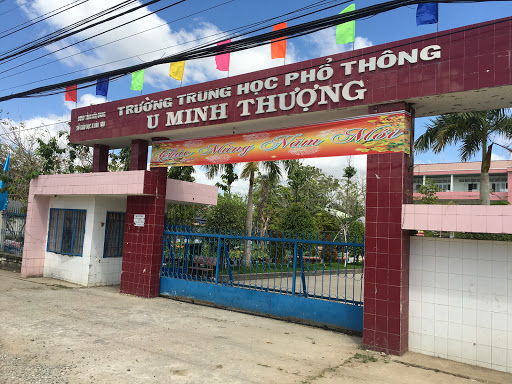 TRƯỜNG TRUNG HỌC PHỔ THÔNG
U MINH THƯỢNG
Chúc Mừng Năm Mới